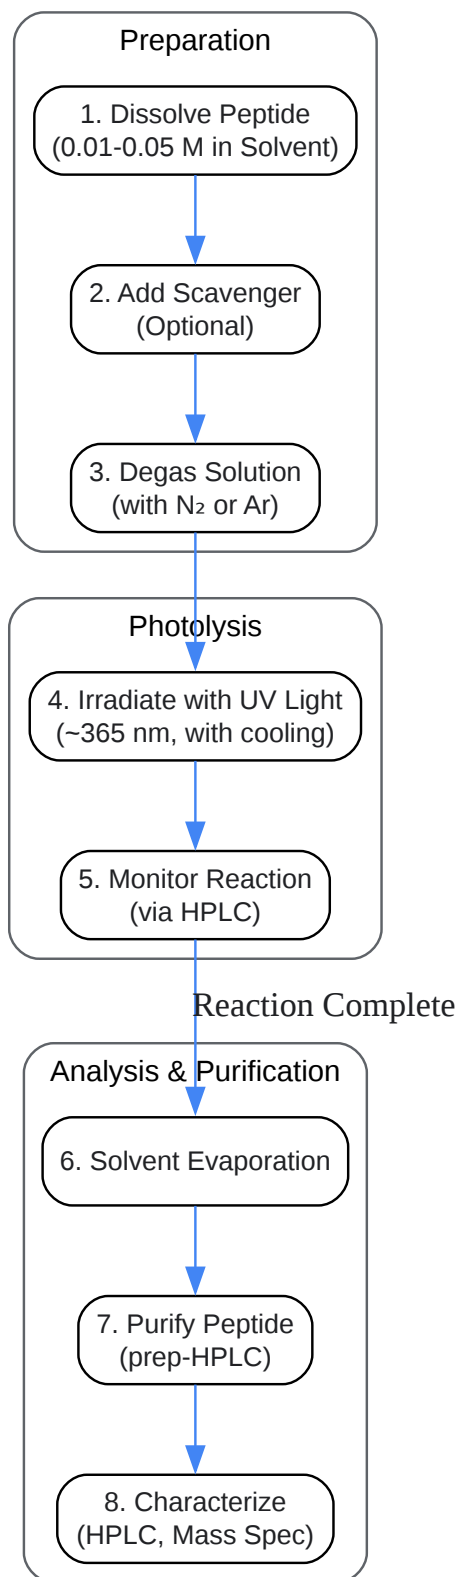 Preparation
1. Dissolve Peptide
(0.01-0.05 M in Solvent)
2. Add Scavenger
(Optional)
3. Degas Solution
(with N₂ or Ar)
Photolysis
4. Irradiate with UV Light
(~365 nm, with cooling)
5. Monitor Reaction
(via HPLC)
Reaction Complete
Analysis & Purification
6. Solvent Evaporation
7. Purify Peptide
(prep-HPLC)
8. Characterize
(HPLC, Mass Spec)